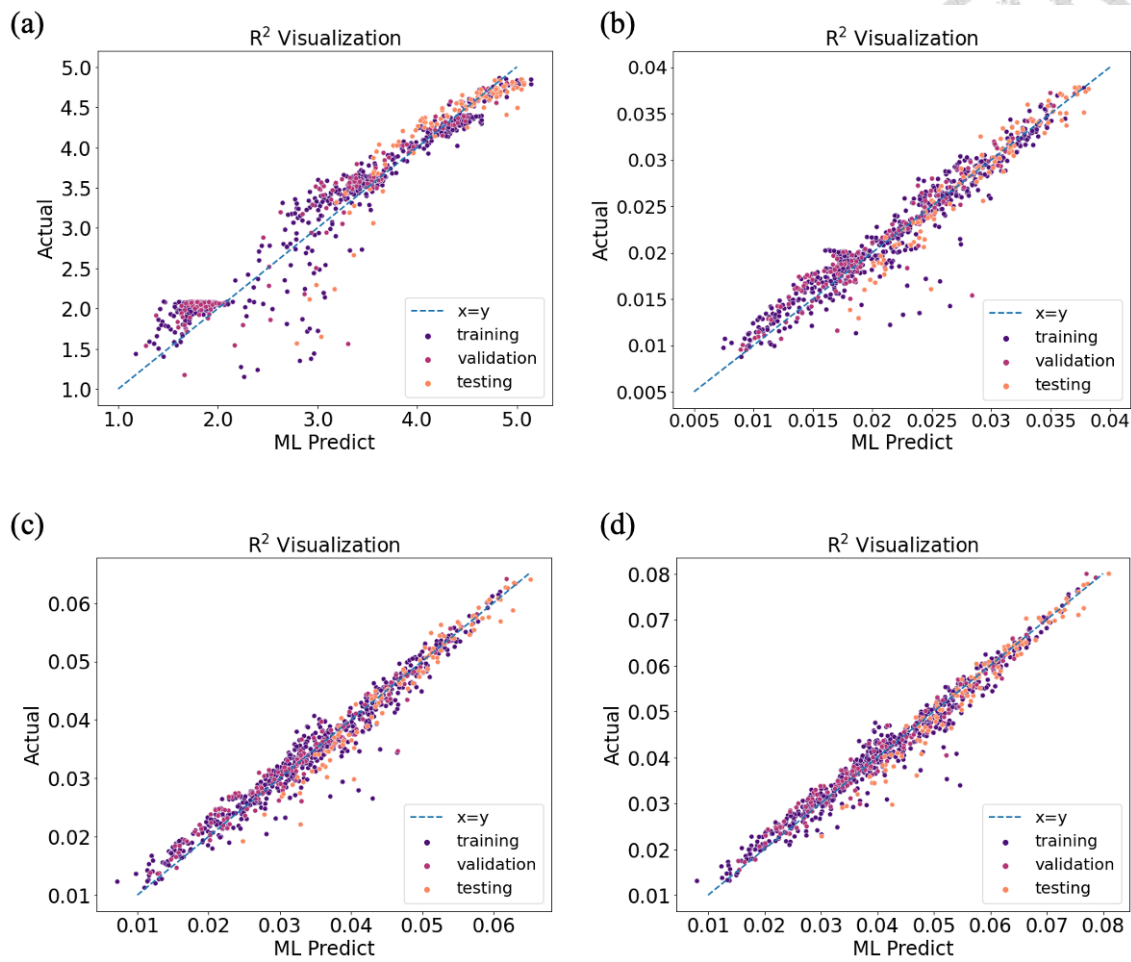 (a)
R² Visualization
5.0
4.5
4.0
3.5
3.0
2.5
2.0
1.5
1.0
Actual
x=y
training
validation
testing
1.0 2.0 3.0 4.0 5.0
ML Predict
(b)
R² Visualization
0.04
0.035
0.03
0.025
0.02
0.015
0.01
0.005
Actual
x=y
training
validation
testing
0.005 0.01 0.015 0.02 0.025 0.03 0.035 0.04
ML Predict
(c)
R² Visualization
0.06
0.05
0.04
0.03
0.02
0.01
Actual
x=y
training
validation
testing
0.01 0.02 0.03 0.04 0.05 0.06
ML Predict
(d)
R² Visualization
0.08
0.07
0.06
0.05
0.04
0.03
0.02
0.01
Actual
x=y
training
validation
testing
0.01 0.02 0.03 0.04 0.05 0.06 0.07 0.08
ML Predict